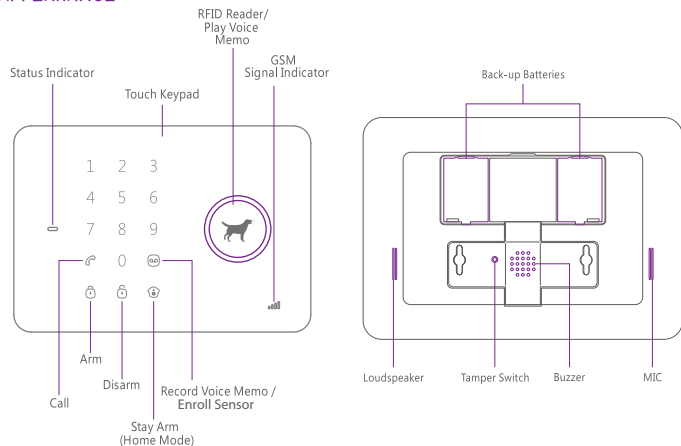 RFID Reader/
Play Voice
Memo
GSM
Signal Indicator
Status Indicator
Touch Keypad
Back-up Batteries
1 2 3
4 5 6
7 8 9
0
Arm
Disarm
Call
Record Voice Memo /
Enroll Sensor
Stay Arm
(Home Mode)
Loudspeaker
Tamper Switch
Buzzer
MIC